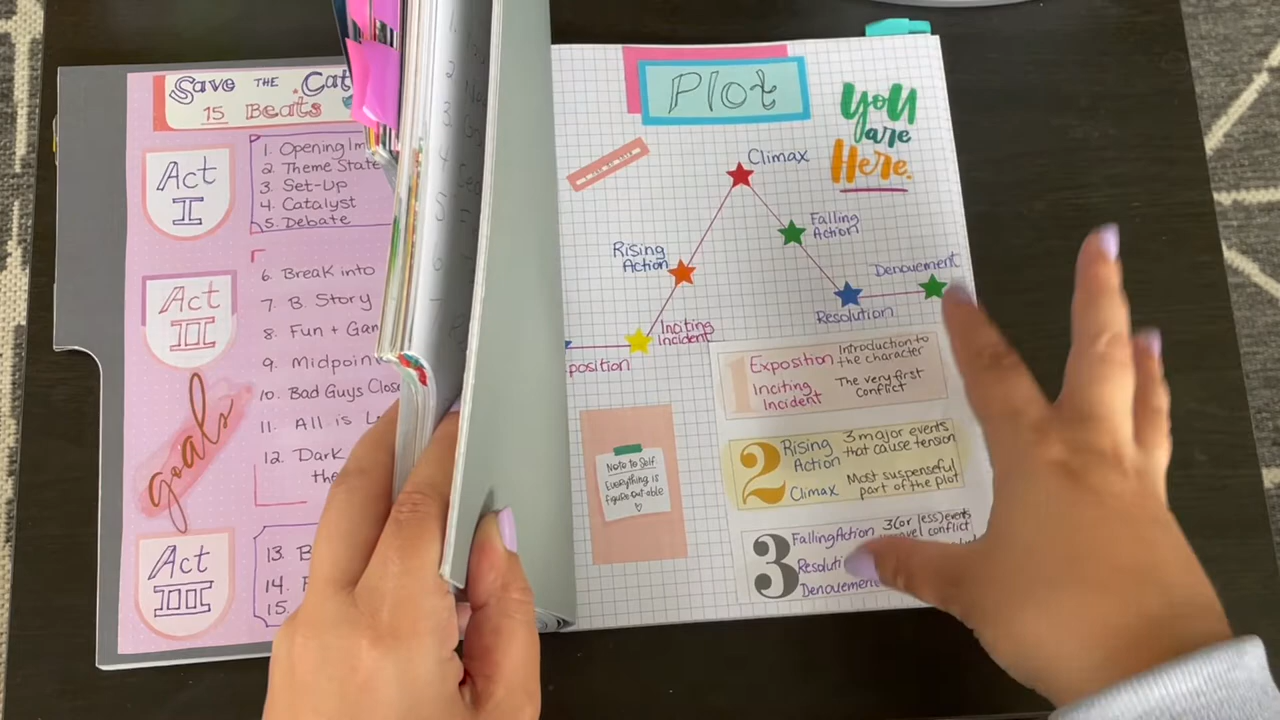 Save THE Cat
15 Beats
Act
I
1. Opening Im
2. Theme State
3. Set-Up
4. Catalyst
5. Debate
Act
II
6. Break into
7. B Story
8. Fun + Gam
9. Midpoin
10. Bad Guys Close
11. All is L
12. Dark
the
goals
Act
III
13. B
14.
15.
Plot
You
are
Here.
Climax
Falling
Action
Rising
Action
Denouement
Resolution
Inciting
Incident
position
1
Exposition Introduction to
the character
Inciting
Incident The very first
conflict
2
Rising
Action 3 major events
that cause tension
Climax Most suspenseful
part of the plot
Note to Self
Everything is
figure-out-able
3
Falling Action 3 (or less) events
conflict
Resoluti
Denouement